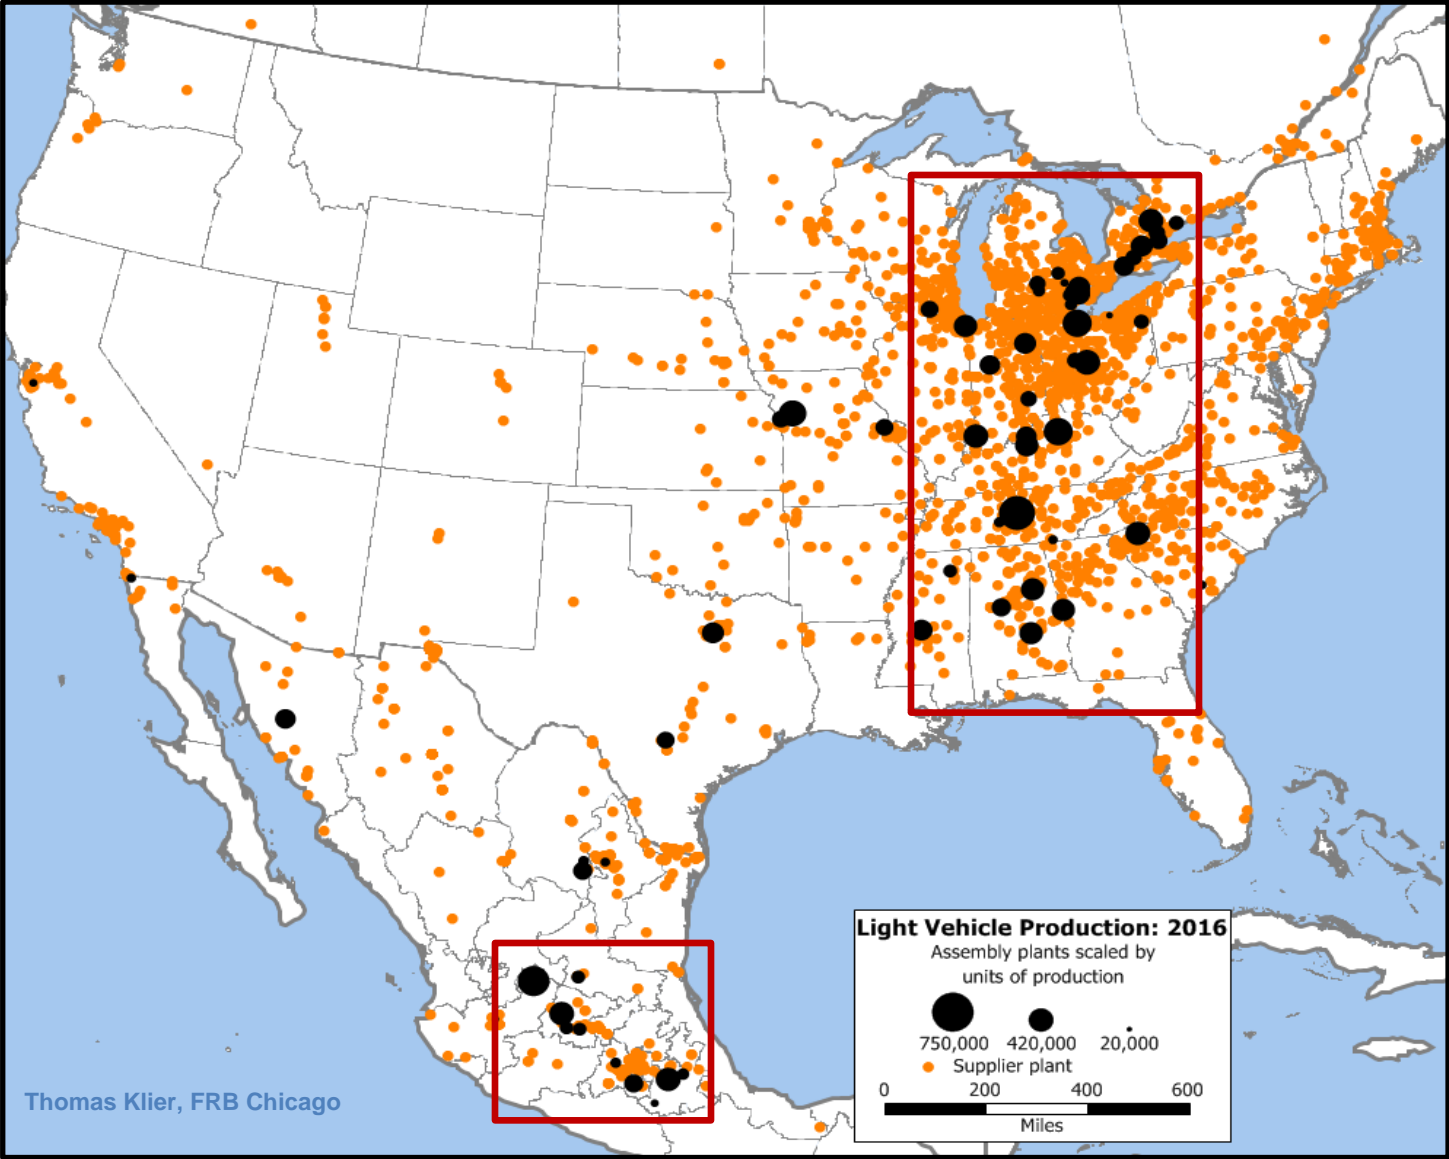 Light Vehicle Production: 2016
Assembly plants scaled by
units of production
750,000 420,000 20,000
Supplier plant
0 200 400 600
Miles
Thomas Klier, FRB Chicago